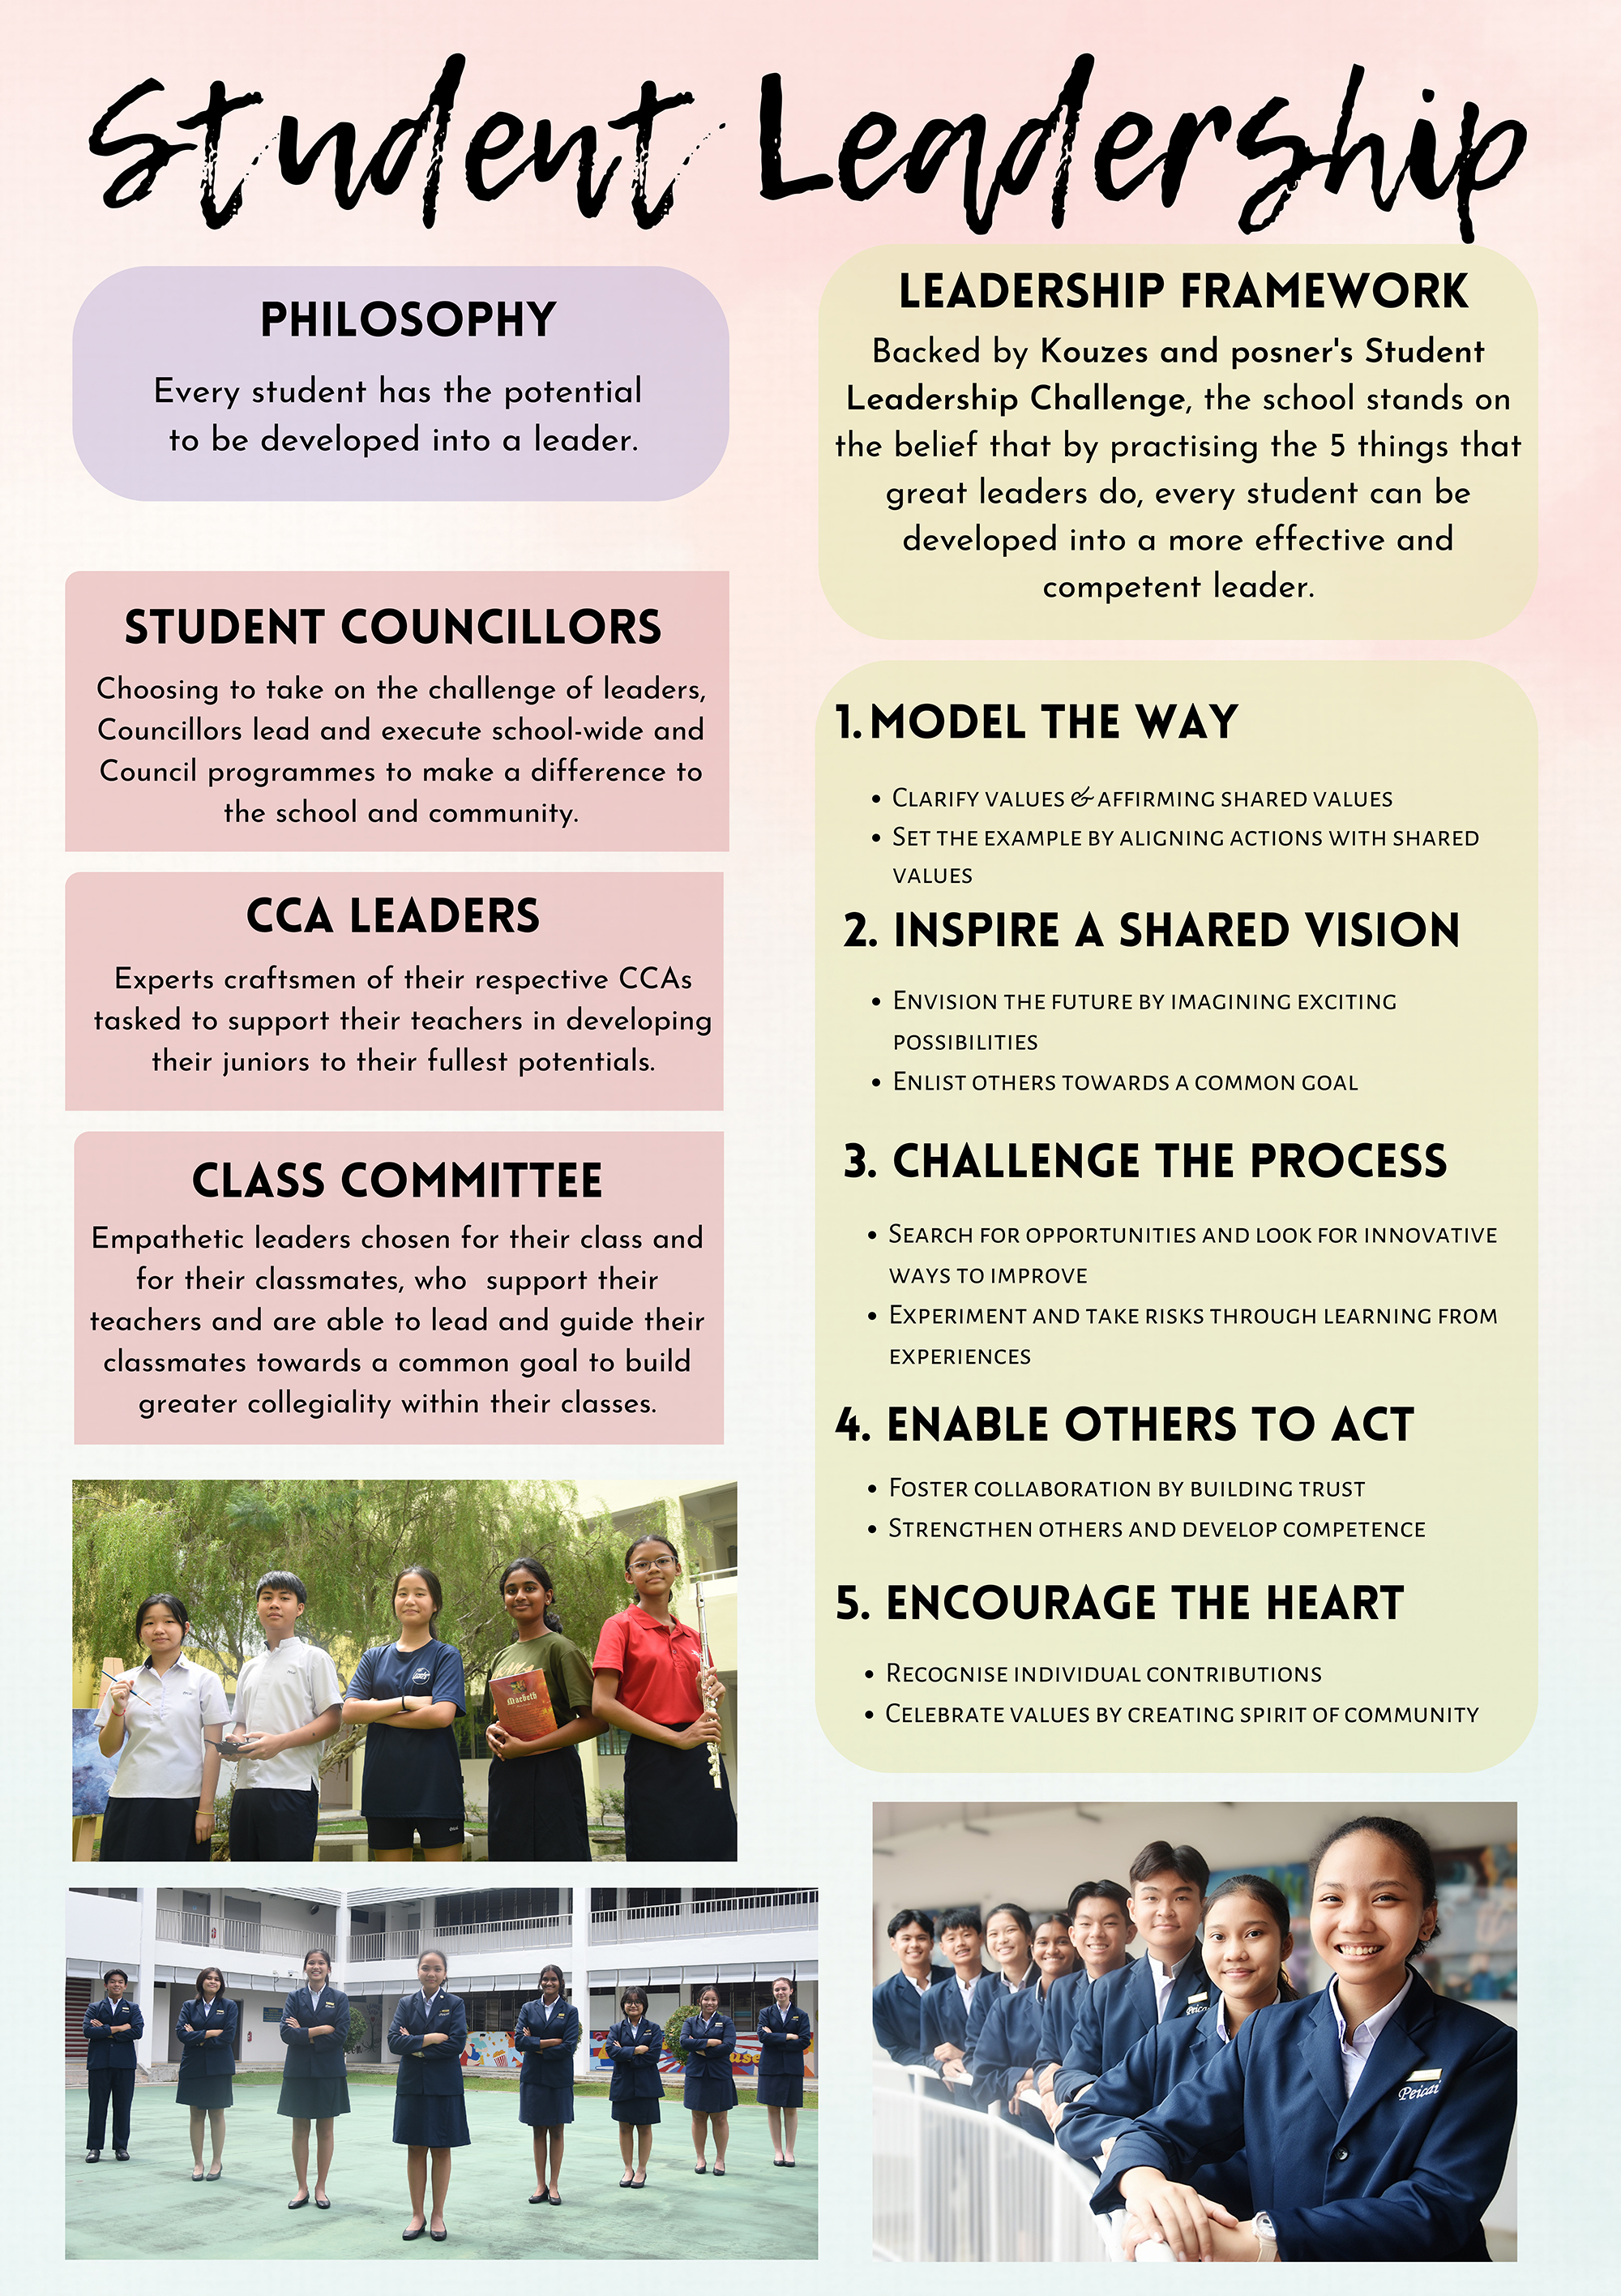 Student Leadership
PHILOSOPHY
Every student has the potential
to be developed into a leader.
STUDENT COUNCILLORS
Choosing to take on the challenge of leaders,
Councillors lead and execute school-wide and
Council programmes to make a difference to
the school and community.
CCA LEADERS
Experts craftsmen of their respective CCAs
tasked to support their teachers in developing
their juniors to their fullest potentials.
CLASS COMMITTEE
Empathetic leaders chosen for their class and
for their classmates, who  support their
teachers and are able to lead and guide their
classmates towards a common goal to build
greater collegiality within their classes.
Macbeth
LEADERSHIP FRAMEWORK
Backed by Kouzes and posner's Student
Leadership Challenge, the school stands on
the belief that by practising the 5 things that
great leaders do, every student can be
developed into a more effective and
competent leader.
1. MODEL THE WAY
• Clarify values & affirming shared values
• Set the example by aligning actions with shared
values
2. INSPIRE A SHARED VISION
• Envision the future by imagining exciting
possibilities
• Enlist others towards a common goal
3. CHALLENGE THE PROCESS
• Search for opportunities and look for innovative
ways to improve
• Experiment and take risks through learning from
experiences
4. ENABLE OTHERS TO ACT
• Foster collaboration by building trust
• Strengthen others and develop competence
5. ENCOURAGE THE HEART
• Recognise individual contributions
• Celebrate values by creating spirit of community
Peicai